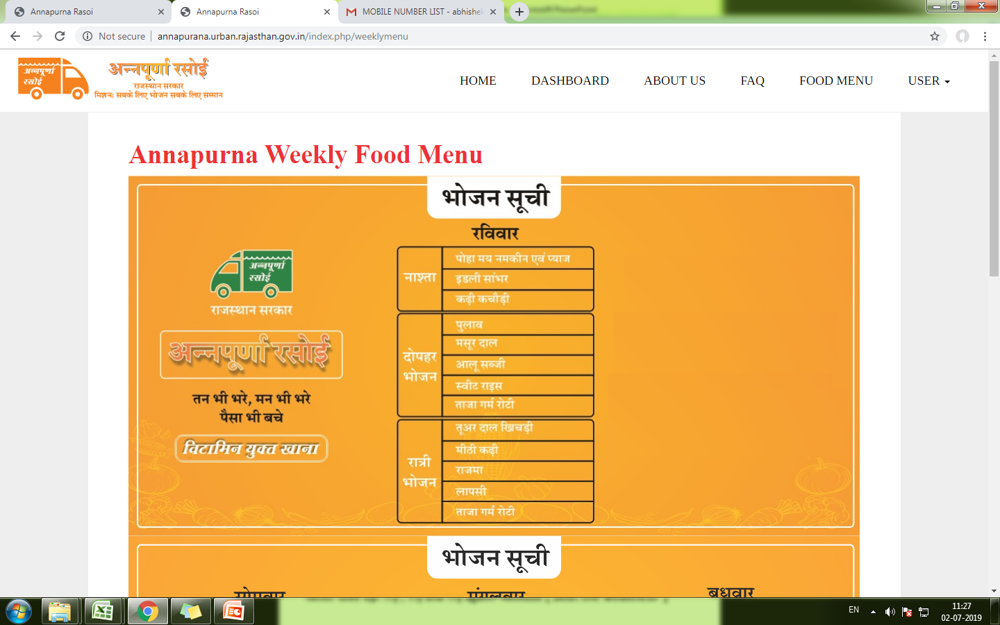 Annapurna Rasoi
Annapurna Rasoi
MOBILE NUMBER LIST - abhishek
Not secure | annapurana.urban.rajasthan.gov.in/index.php/weeklymenu
अन्नपूर्णा
रसोई
अन्नपूर्णा रसोई
राजस्थान सरकार
मिशन: सबके लिए भोजन सबके लिए सम्मान
HOME
DASHBOARD
ABOUT US
FAQ
FOOD MENU
USER
Annapurna Weekly Food Menu
भोजन सूची
रविवार
अन्नपूर्णा
रसोई
राजस्थान सरकार
अन्नपूर्णा रसोई
तन भी भरे, मन भी भरे
पैसा भी बचे
विटामिन युक्त खाना
नाश्ता
पोहा मय नमकीन एवं प्याज
इडली सांभर
कढ़ी कचौड़ी
दोपहर
भोजन
पुलाव
मसूर दाल
आलू सब्जी
स्वीट राइस
ताजा गर्म रोटी
रात्री
भोजन
तूअर दाल खिचड़ी
मीठी कढ़ी
राजमा
लापसी
ताजा गर्म रोटी
भोजन सूची
सोमवार
मंगलवार
बुधवार
EN
11:27
02-07-2019